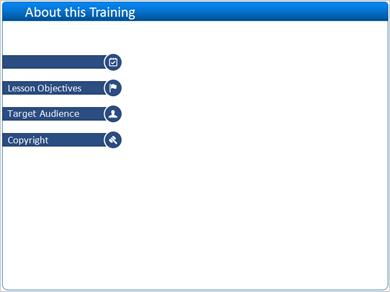 About this Training
Lesson Objectives
Target Audience
Copyright